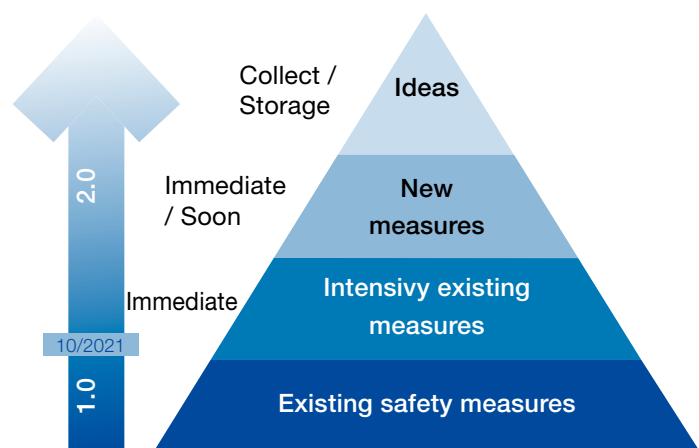 Collect /
Storage
Ideas
Immediate
/ Soon
New
measures
2.0
Immediate
Intensivy existing
measures
10/2021
1.0
Existing safety measures